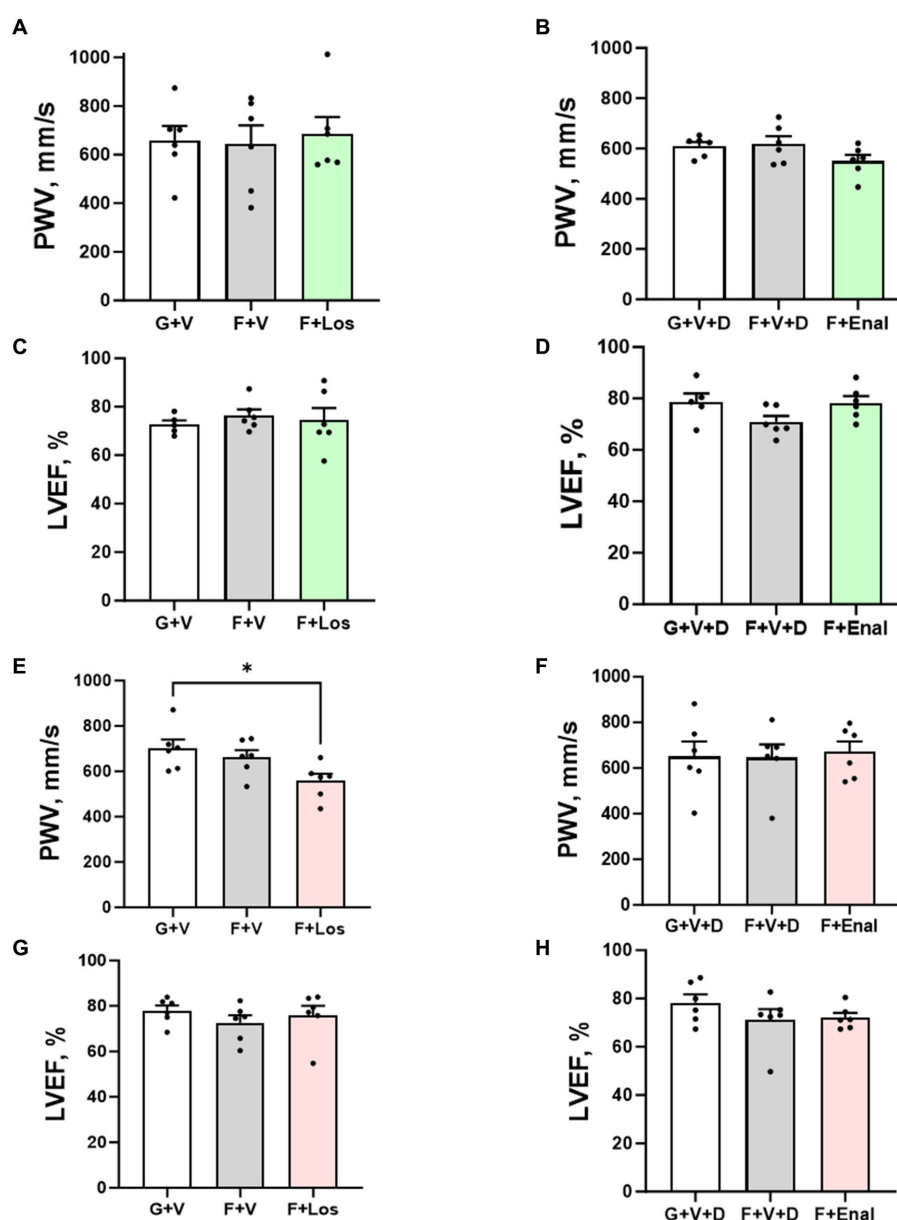 A
PWV, mm/s
1000
800
600
400
200
0
G+V F+V F+Los
B
PWV, mm/s
1000
800
600
400
200
0
G+V+D F+V+D F+Enal
C
LVEF, %
100
80
60
40
20
0
G+V F+V F+Los
D
LVEF, %
100
80
60
40
20
0
G+V+D F+V+D F+Enal
E
PWV, mm/s
1000
800
600
400
200
0
*
G+V F+V F+Los
F
PWV, mm/s
1000
800
600
400
200
0
G+V+D F+V+D F+Enal
G
LVEF, %
100
80
60
40
20
0
G+V F+V F+Los
H
LVEF, %
100
80
60
40
20
0
G+V+D F+V+D F+Enal